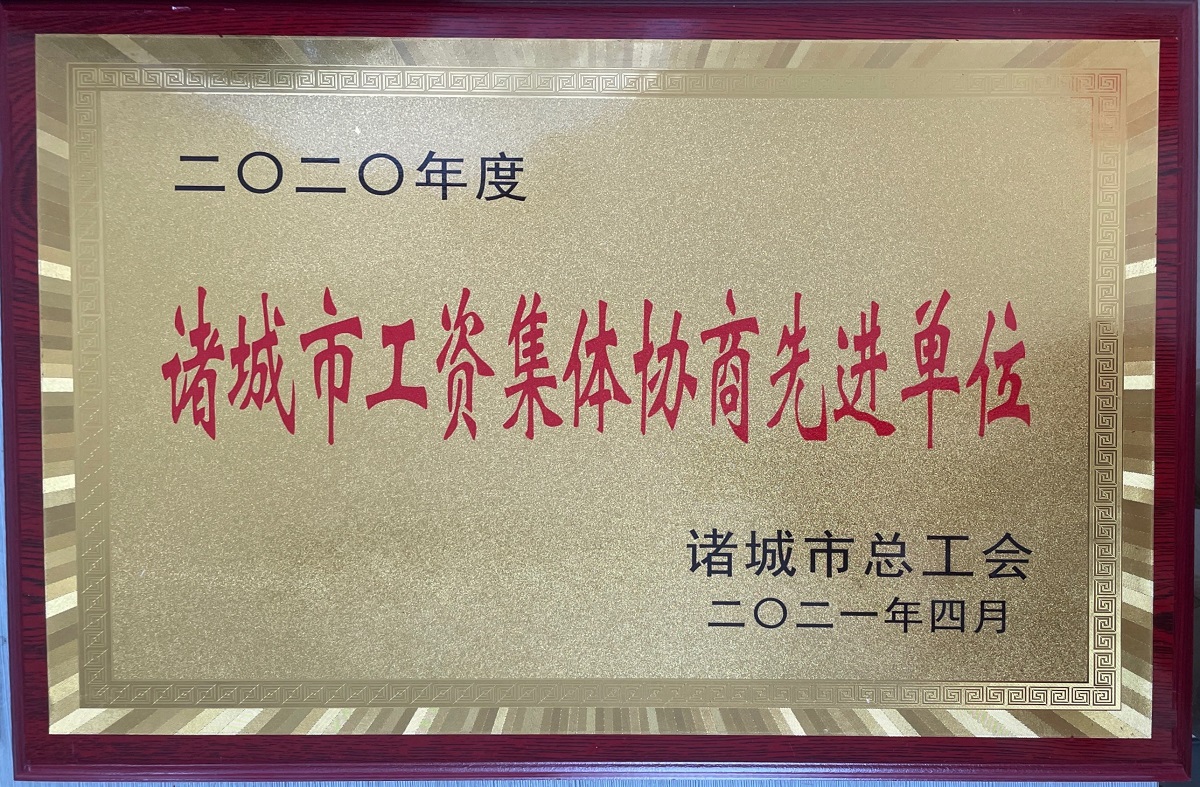 二〇二〇年度
诸城市工资集体协商先进单位
诸城市总工会
二〇二一年四月